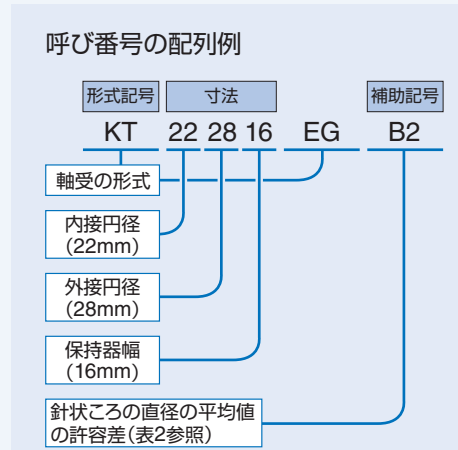 呼び番号の配列例
形式記号 寸法 補助記号
KT 22 28 16 EG B2
軸受の形式
内接円径
(22mm)
外接円径
(28mm)
保持器幅
(16mm)
針状ころの直径の平均値
の許容差(表2参照)